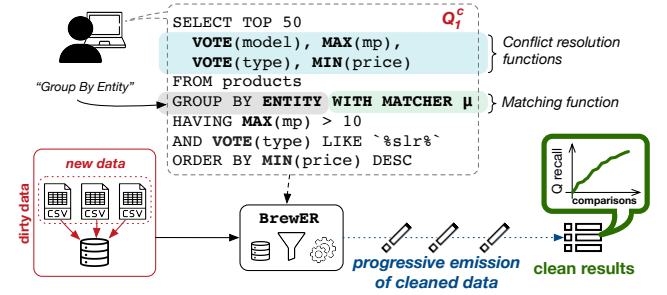 SELECT TOP 50
Q₁ᶜ
VOTE(model), MAX(mp),
VOTE(type), MIN(price)
Conflict resolution
functions
FROM products
"Group By Entity"
GROUP BY ENTITY WITH MATCHER μ
Matching function
HAVING MAX(mp) > 10
AND VOTE(type) LIKE `%slr%`
ORDER BY MIN(price) DESC
dirty data
new data
CSV CSV CSV
BrewER
Q recall
comparisons
progressive emission
of cleaned data
clean results